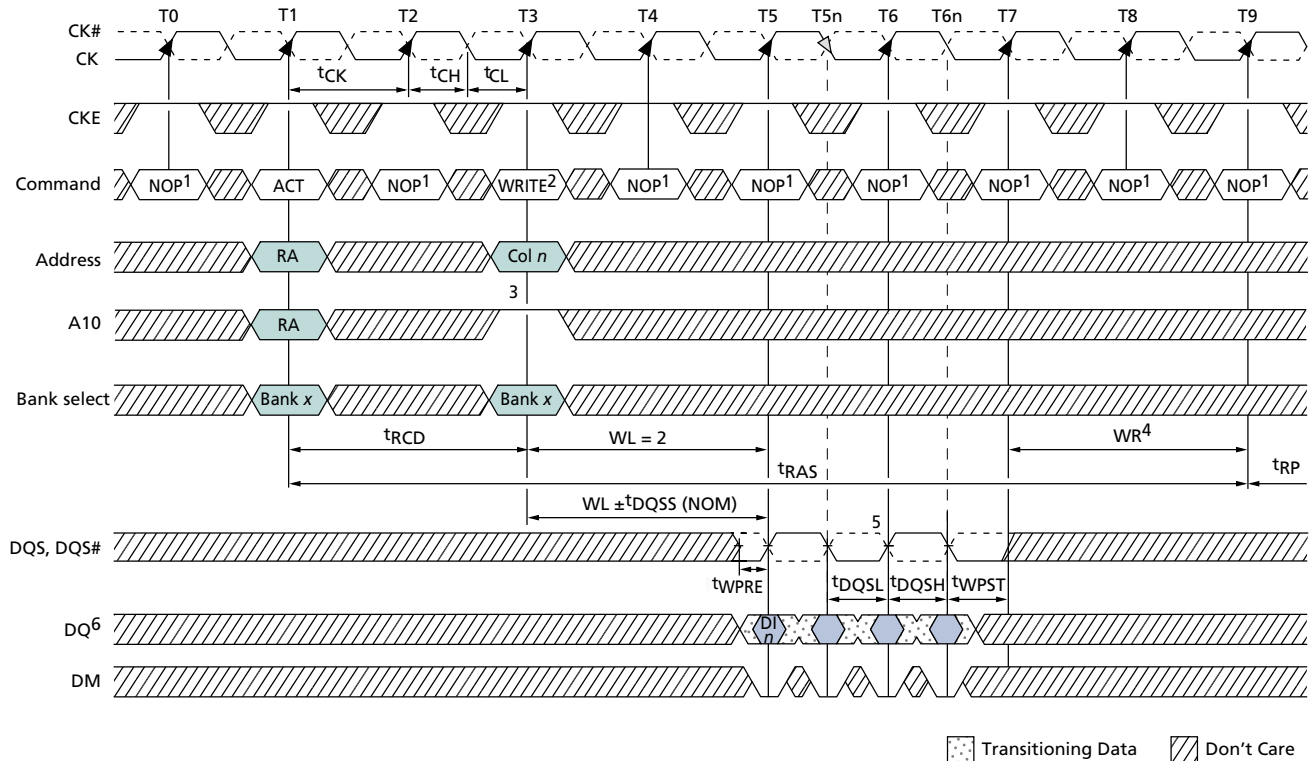 T0 T1 T2 T3 T4 T5 T5n T6 T6n T7 T8 T9
CK#
CK
tCK tCH tCL
CKE
Command NOP1 ACT NOP1 WRITE2 NOP1 NOP1 NOP1 NOP1 NOP1 NOP1
Address RA Col n
3
A10 RA
Bank select Bank x Bank x
tRCD WL = 2 WR4
tRAS tRP
WL ±tDQSS (NOM)
5
DQS, DQS#
tWPRE tDQSL tDQSH tWPST
DQ6 DI
n
DM
Transitioning Data Don't Care